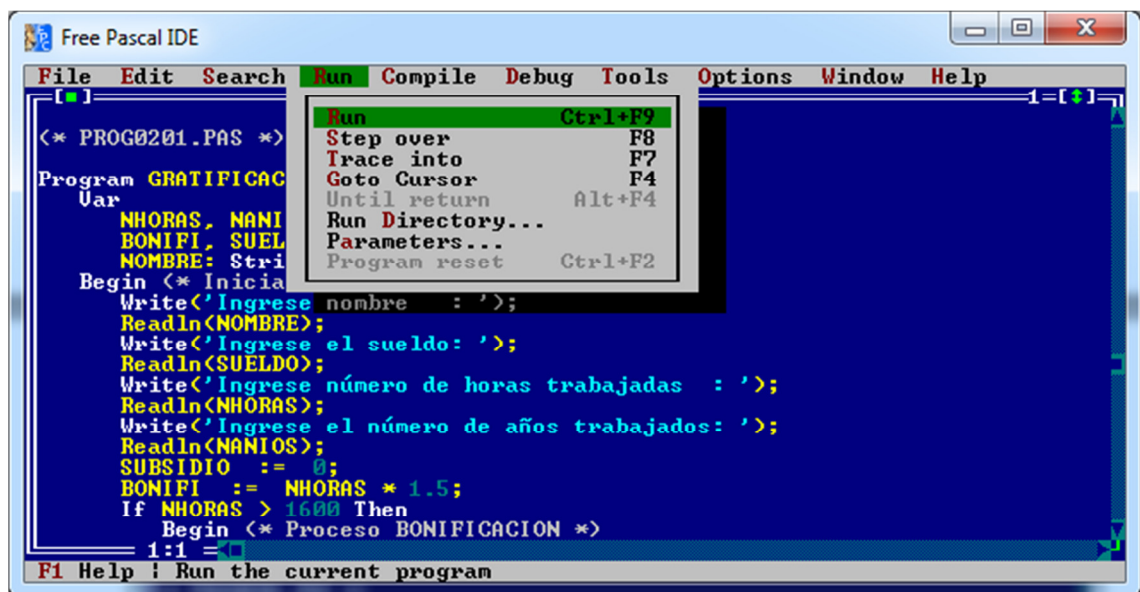 Free Pascal IDE
File Edit Search Run Compile Debug Tools Options Window Help
1=[↕]
(* PROG0201.PAS *)
Program GRATIFICAC
Var
NHORAS, NANI
BONIFI, SUEL
NOMBRE: Stri
Begin (* Inicia
Run Ctrl+F9
Step over F8
Trace into F7
Goto Cursor F4
Until return Alt+F4
Run Directory...
Parameters...
Program reset Ctrl+F2
Write('Ingrese nombre : ');
Readln(NOMBRE);
Write('Ingrese el sueldo: ');
Readln(SUELDO);
Write('Ingrese número de horas trabajadas : ');
Readln(NHORAS);
Write('Ingrese el número de años trabajados: ');
Readln(NANIOS);
SUBSIDIO := 0;
BONIFI := NHORAS * 1.5;
If NHORAS > 1600 Then
Begin (* Proceso BONIFICACION *)
1:1
F1 Help | Run the current program